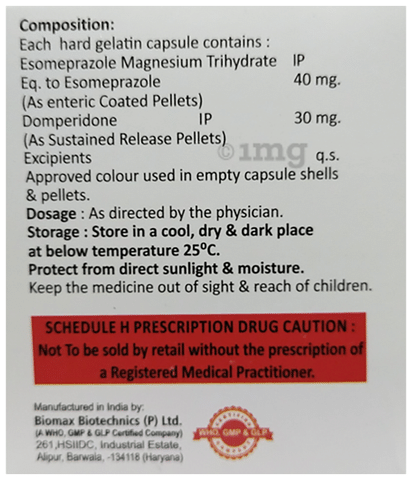 Composition:
Each hard gelatin capsule contains :
Esomeprazole Magnesium Trihydrate IP
Eq. to Esomeprazole 40 mg.
(As enteric Coated Pellets)
Domperidone IP 30 mg.
(As Sustained Release Pellets)
Excipients q.s.
©1mg
Approved colour used in empty capsule shells
& pellets.
Dosage : As directed by the physician.
Storage : Store in a cool, dry & dark place
at below temperature 25⁰C.
Protect from direct sunlight & moisture.
Keep the medicine out of sight & reach of children.
SCHEDULE H PRESCRIPTION DRUG CAUTION :
Not To be sold by retail without the prescription of
a Registered Medical Practitioner.
Manufactured in India by:
Biomax Biotechnics (P) Ltd.
(A WHO, GMP & GLP Certified Company)
261,HSIIDC, Industrial Estate,
Alipur, Barwala, -134118 (Haryana)
CERTIFIED
WHO, GMP & GLP